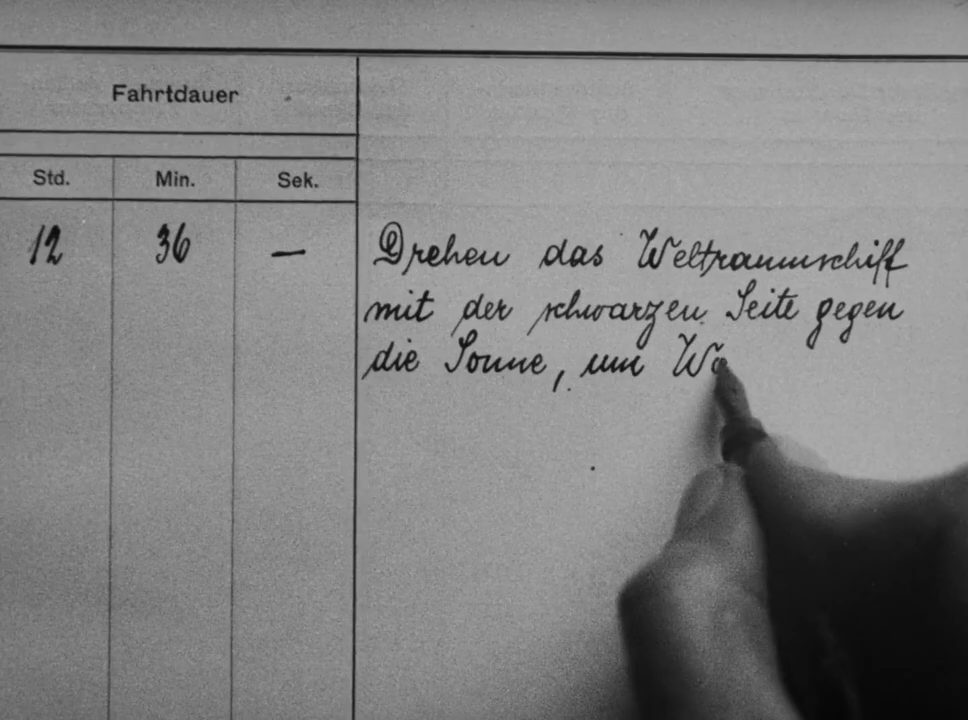 Fahrtdauer
Std. Min. Sek.
12 36 — Drehen das Weltraumschiff
mit der schwarzen Seite gegen
die Sonne, um